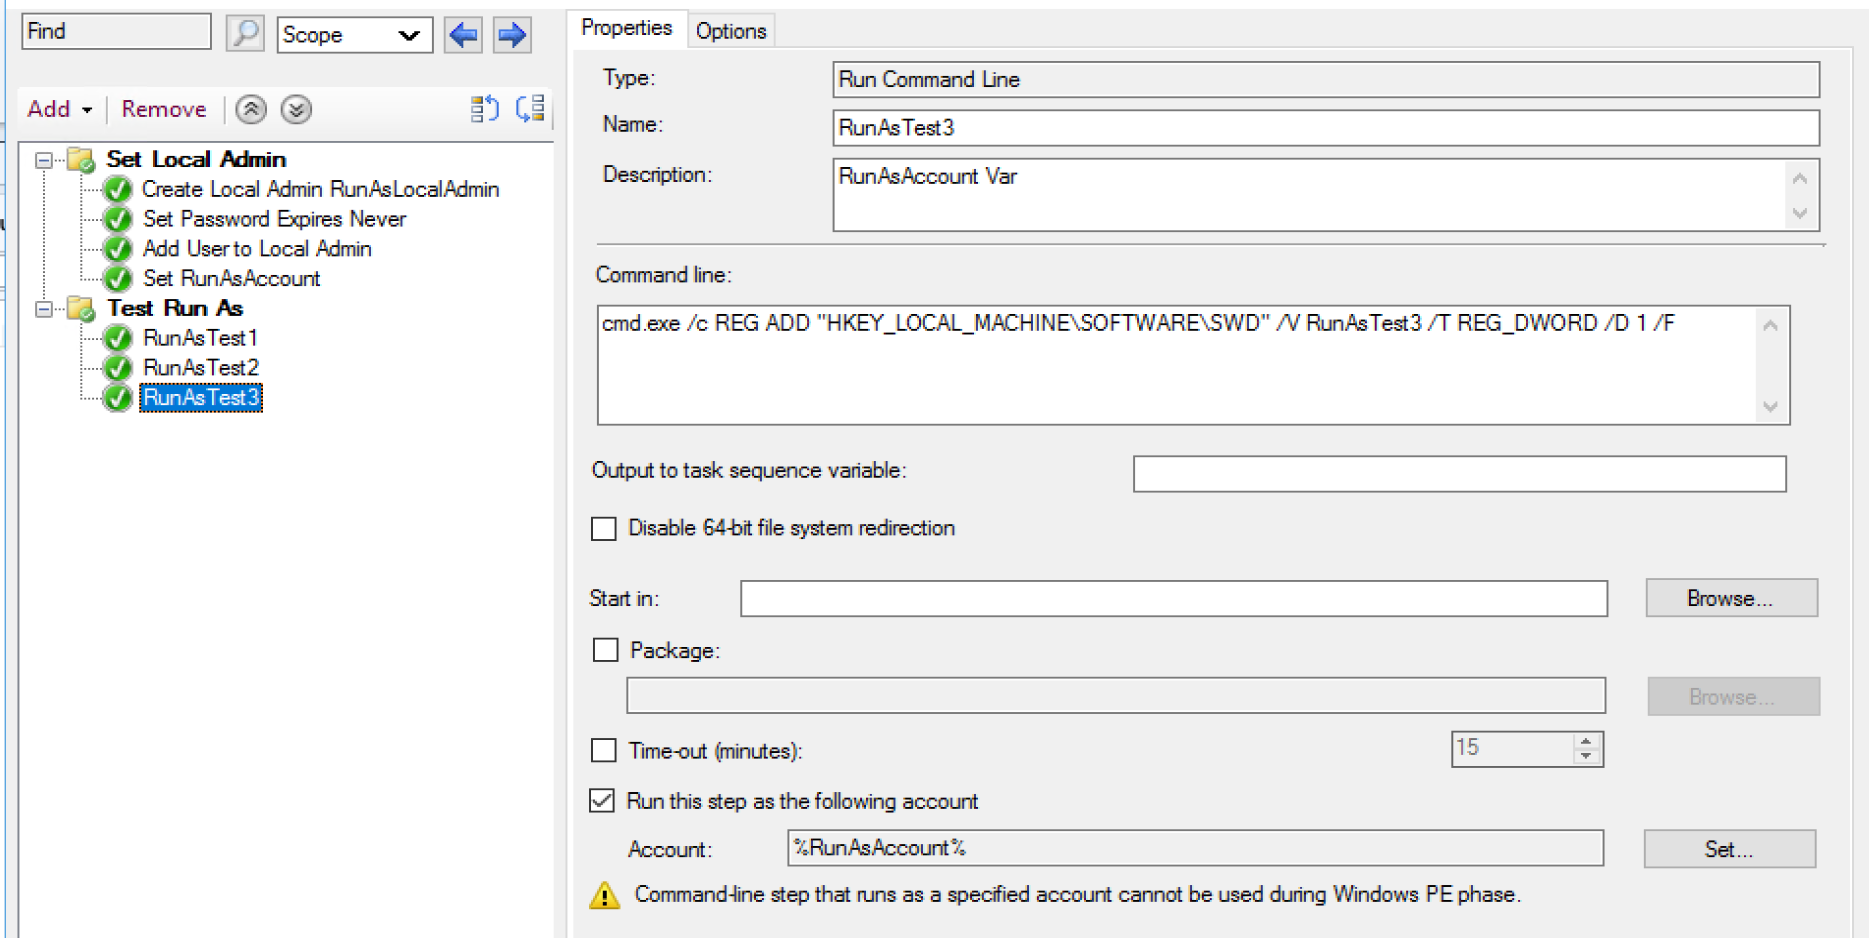 Find
Scope
Add
Remove
Set Local Admin
Create Local Admin RunAsLocalAdmin
Set Password Expires Never
Add User to Local Admin
Set RunAsAccount
Test Run As
RunAsTest1
RunAsTest2
RunAsTest3
Properties
Options
Type: Run Command Line
Name: RunAsTest3
Description: RunAsAccount Var
Command line:
cmd.exe /c REG ADD "HKEY_LOCAL_MACHINE\SOFTWARE\SWD" /V RunAsTest3 /T REG_DWORD /D 1 /F
Output to task sequence variable:
Disable 64-bit file system redirection
Start in: Browse...
Package:
Browse...
Time-out (minutes): 15
Run this step as the following account
Account: %RunAsAccount% Set...
Command-line step that runs as a specified account cannot be used during Windows PE phase.